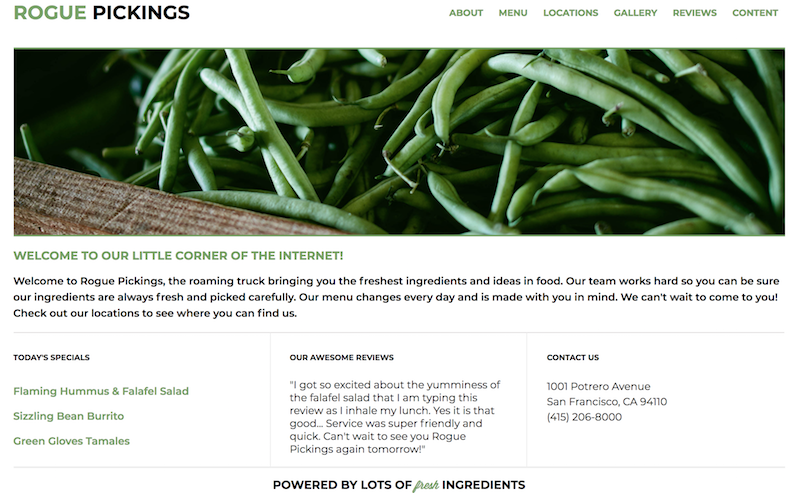 ROGUE PICKINGS
ABOUT MENU LOCATIONS GALLERY REVIEWS CONTENT
WELCOME TO OUR LITTLE CORNER OF THE INTERNET!
Welcome to Rogue Pickings, the roaming truck bringing you the freshest ingredients and ideas in food. Our team works hard so you can be sure
our ingredients are always fresh and picked carefully. Our menu changes every day and is made with you in mind. We can't wait to come to you!
Check out our locations to see where you can find us.
TODAY'S SPECIALS
Flaming Hummus & Falafel Salad
Sizzling Bean Burrito
Green Gloves Tamales
OUR AWESOME REVIEWS
"I got so excited about the yumminess of
the falafel salad that I am typing this
review as I inhale my lunch. Yes it is that
good... Service was super friendly and
quick. Can't wait to see you Rogue
Pickings again tomorrow!"
CONTACT US
1001 Potrero Avenue
San Francisco, CA 94110
(415) 206-8000
POWERED BY LOTS OF fresh INGREDIENTS